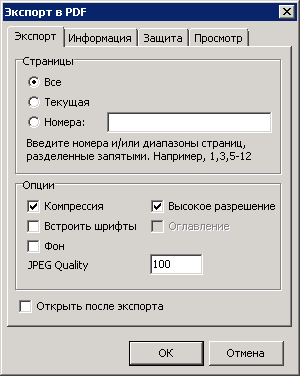 Экспорт в PDF
Экспорт Информация Защита Просмотр
Страницы
Все
Текущая
Номера:
Введите номера и/или диапазоны страниц,
разделенные запятыми. Например, 1,3,5-12
Опции
Компрессия Высокое разрешение
Встроить шрифты Оглавление
Фон
JPEG Quality 100
Открыть после экспорта
OK Отмена